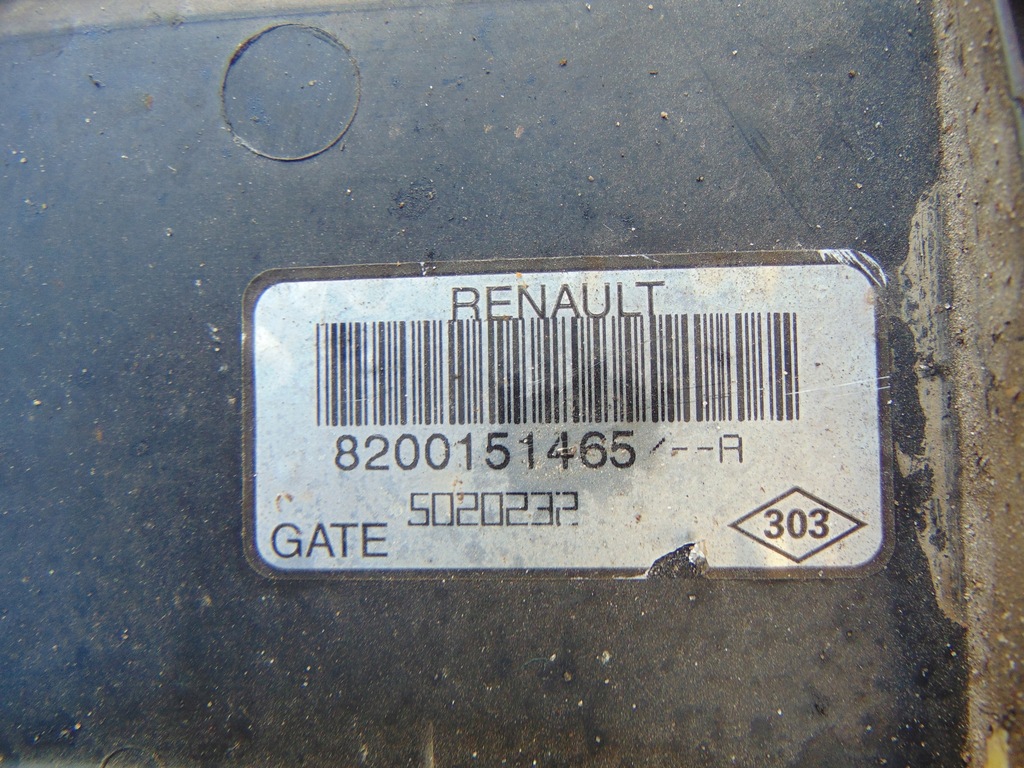 RENAULT
8200151465/--A
5020232
GATE
303